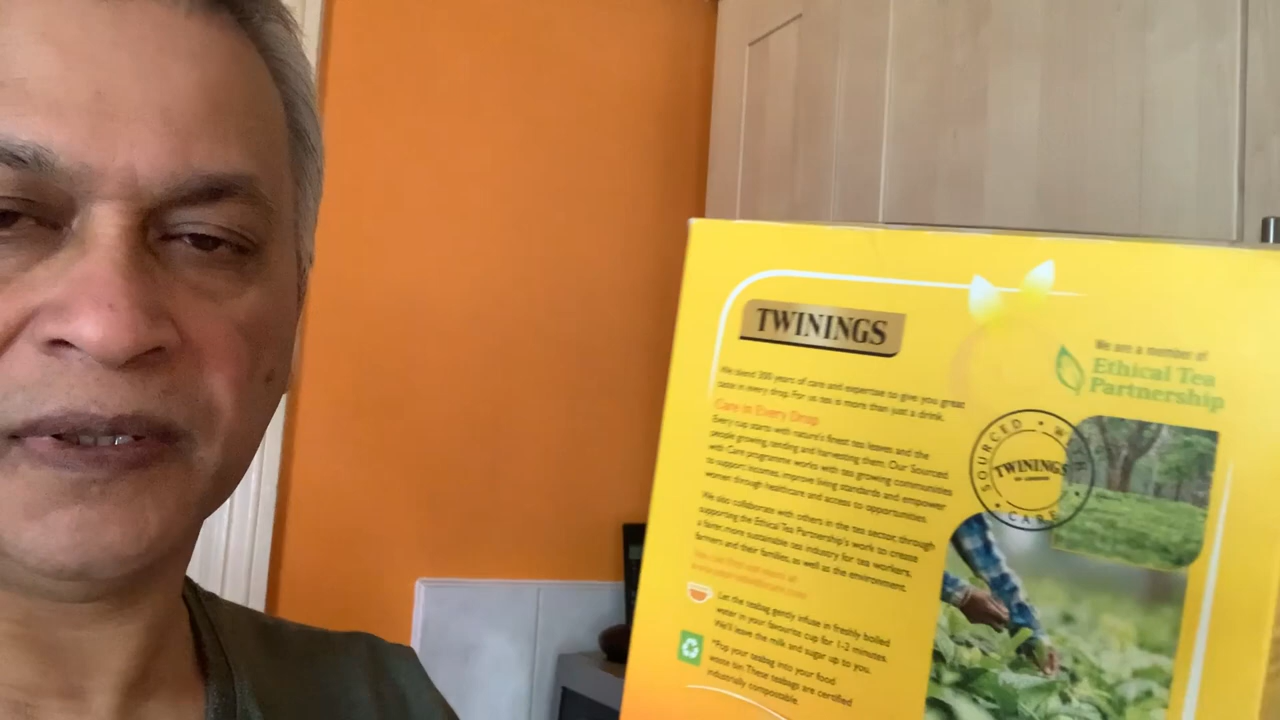 TWININGS
We blend 300 years of care and expertise to give you great
taste in every drop. For us tea is more than just a drink.
Care in Every Drop
Every cup starts with nature's finest tea leaves and the
people growing, tending and harvesting them. Our Sourced
with Care programme works with tea growing communities
to support incomes, improve living standards and empower
women through healthcare and access to opportunities.
We also collaborate with others in the tea sector, through
supporting the Ethical Tea Partnership's work to create
a fairer, more sustainable tea industry for tea workers,
farmers and their families, as well as the environment.
Let the teabag gently infuse in freshly boiled
water in your favourite cup for 1-2 minutes.
We'll leave the milk and sugar up to you.
*Pop your teabag into your food
waste bin. These teabags are certified
industrially compostable.
We are a member of
Ethical Tea
Partnership
SOURCED • WITH
TWININGS
OF LONDON
CARE